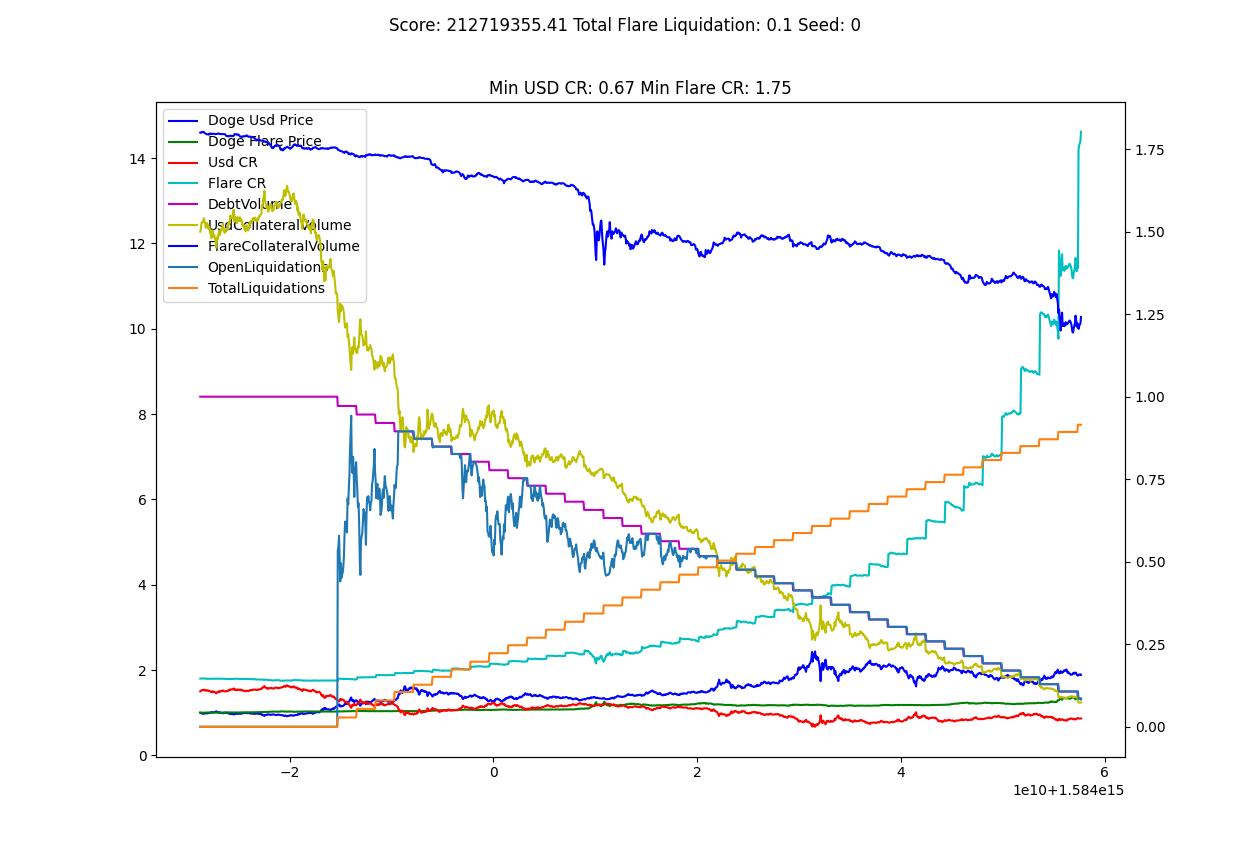 Score: 212719355.41 Total Flare Liquidation: 0.1 Seed: 0
Min USD CR: 0.67 Min Flare CR: 1.75
Doge Usd Price
Doge Flare Price
Usd CR
Flare CR
DebtVolume
UsdCollateralVolume
FlareCollateralVolume
OpenLiquidations
TotalLiquidations
14
12
10
8
6
4
2
0
1.75
1.50
1.25
1.00
0.75
0.50
0.25
0.00
−2
0
2
4
6
1e10+1.584e15